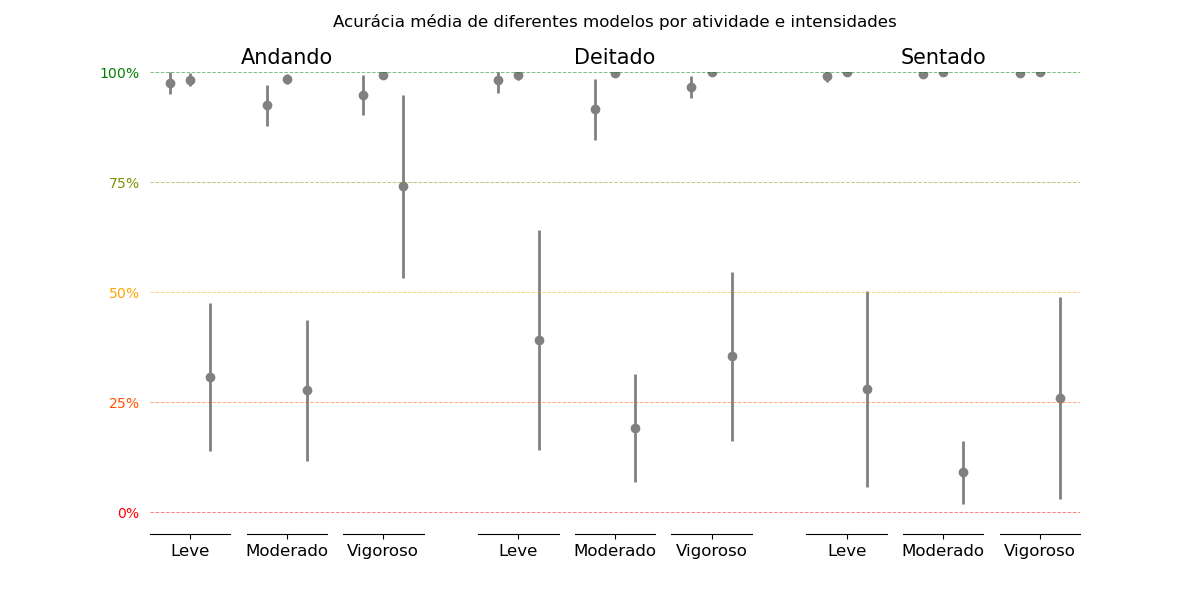 Acurácia média de diferentes modelos por atividade e intensidades
Andando Deitado Sentado
100%
75%
50%
25%
0%
Leve Moderado Vigoroso Leve Moderado Vigoroso Leve Moderado Vigoroso